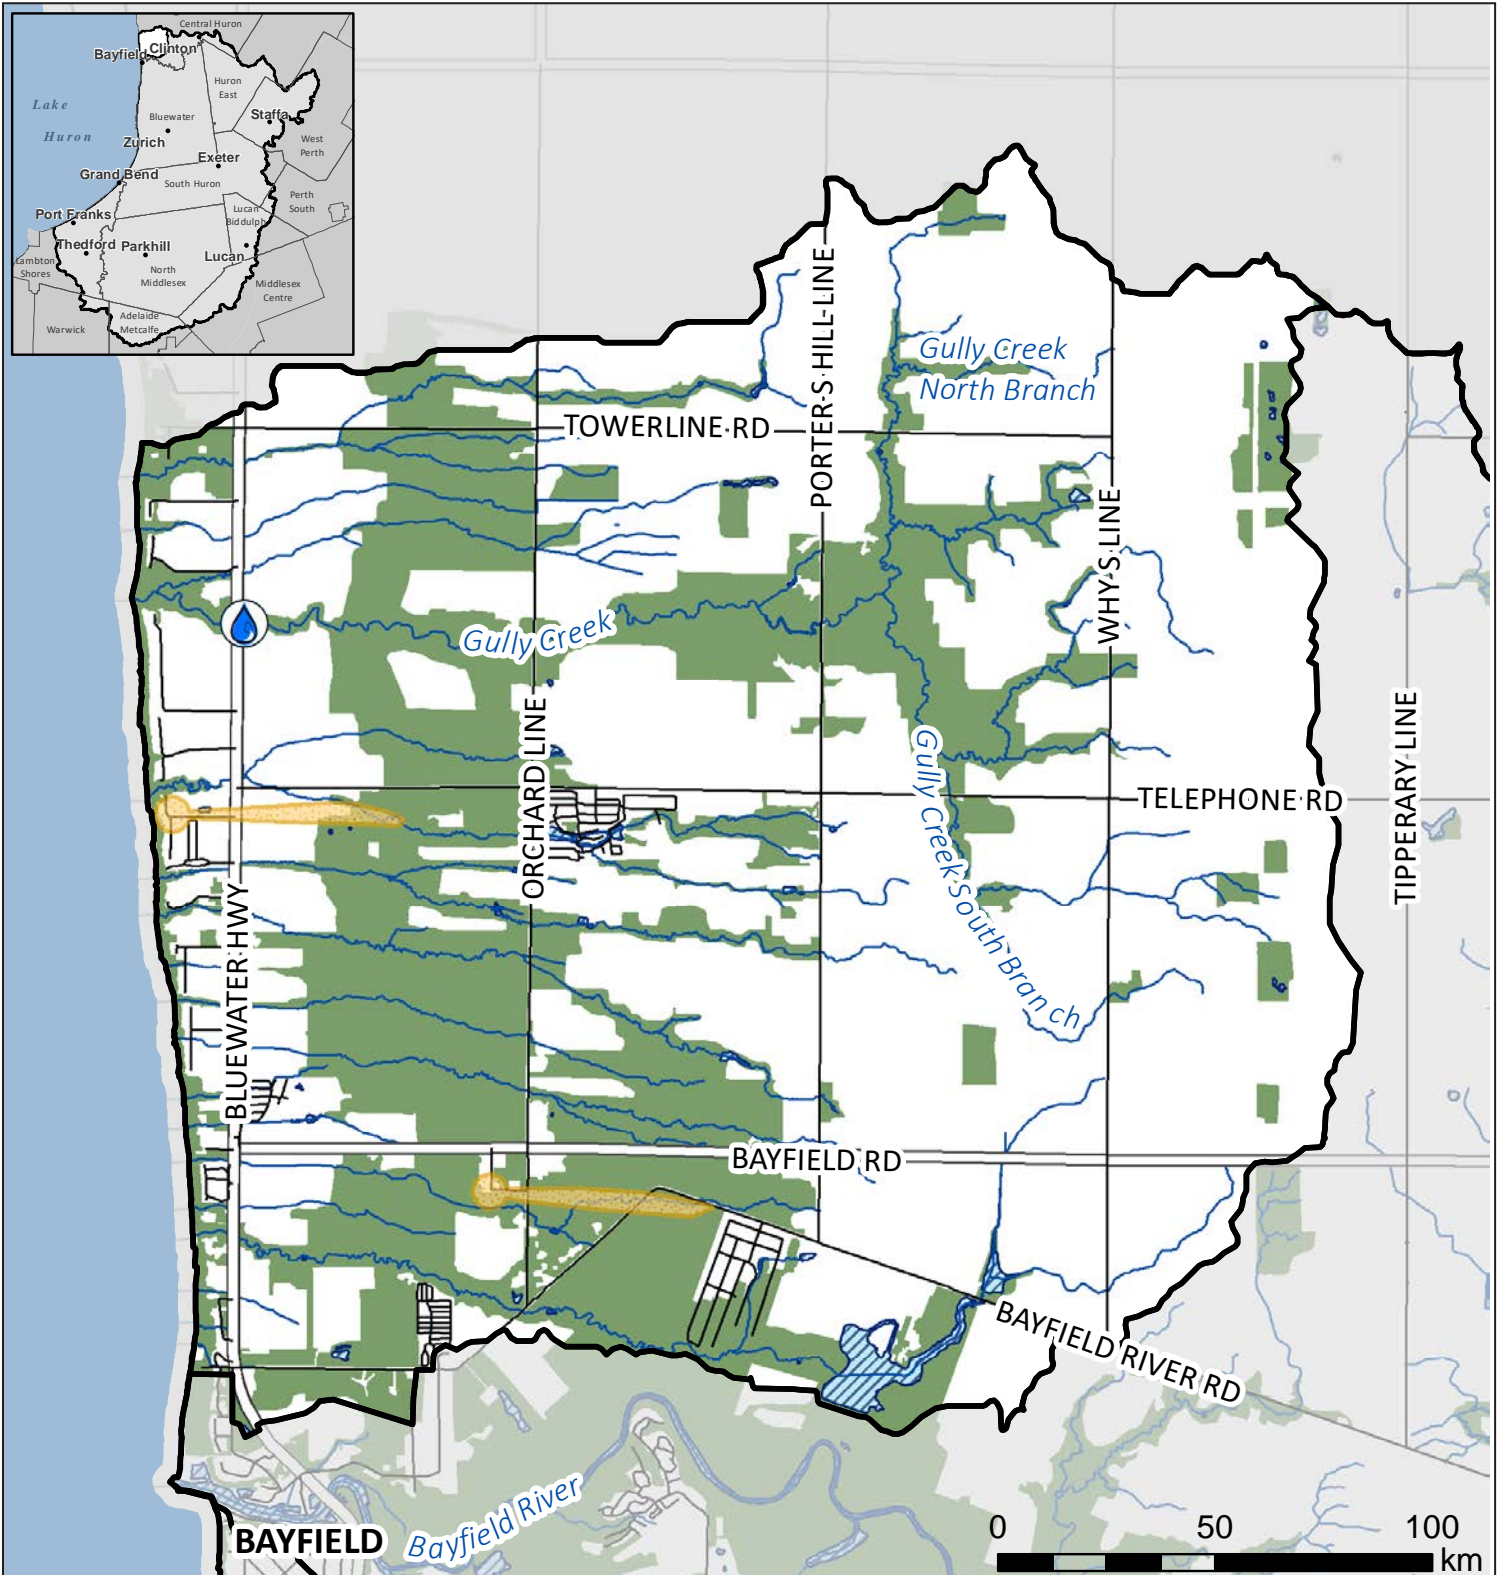 Central Huron
Bayfield
Clinton
Huron
East
Lake
Huron
Bluewater
Staffa
Zurich
West
Perth
Exeter
Grand Bend
South Huron
Perth
South
Port Franks
Lucan
Biddulph
Thedford
Parkhill
Lucan
Lambton
Shores
North
Middlesex
Middlesex
Centre
Adelaide
Metcalfe
Warwick
PORTER-S-HILL-LINE
Gully Creek
North Branch
TOWERLINE RD
WHY-S-LINE
Gully Creek
ORCHARD LINE
Gully Creek South Branch
TELEPHONE RD
TIPPERARY LINE
BLUEWATER HWY
BAYFIELD RD
BAYFIELD RIVER RD
Bayfield River
BAYFIELD
0 50 100
km